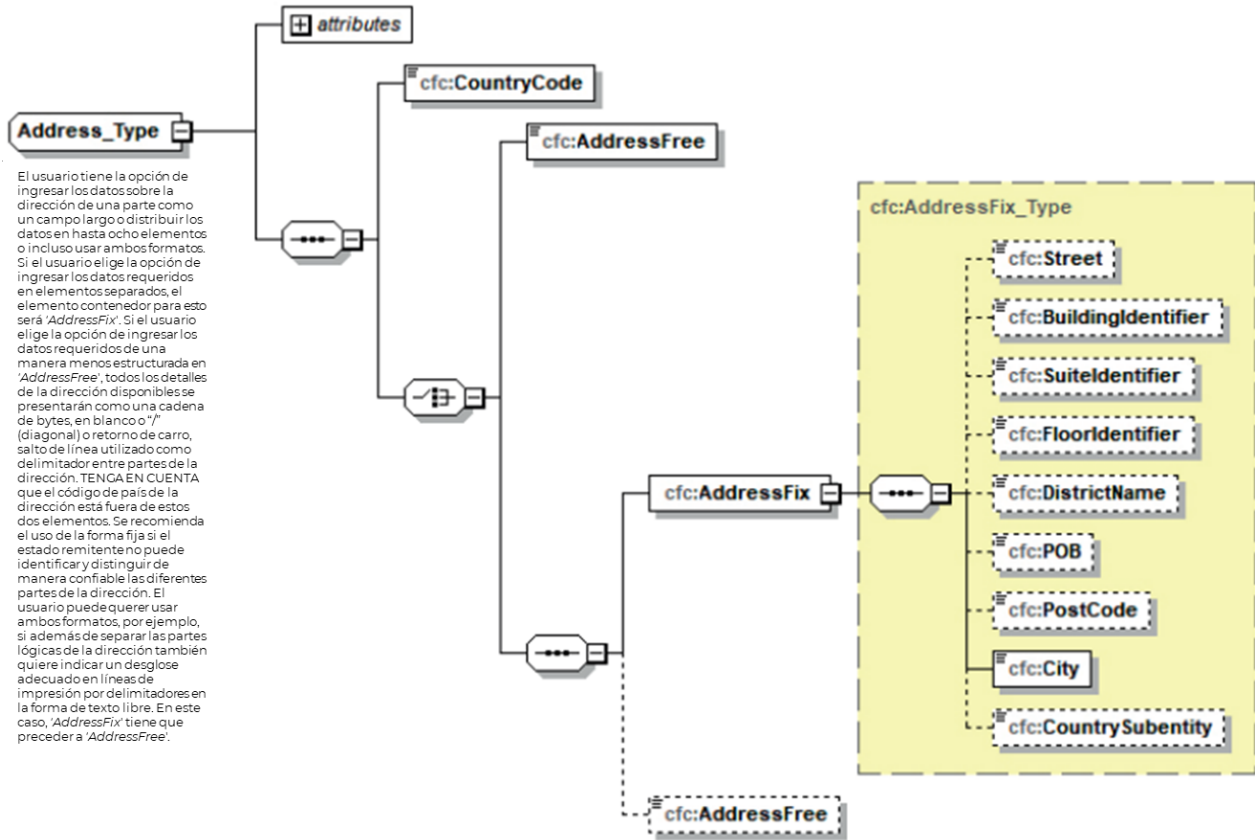 attributes
cfc:CountryCode
Address_Type
cfc:AddressFree
El usuario tiene la opción de
ingresar los datos sobre la
dirección de una parte como
un campo largo o distribuir los
datos en hasta ocho elementos
o incluso usar ambos formatos.
Si el usuario elige la opción de
ingresar los datos requeridos
en elementos separados, el
elemento contenedor para esto
será 'AddressFix'. Si el usuario
elige la opción de ingresar los
datos requeridos de una
manera menos estructurada en
'AddressFree', todos los detalles
de la dirección disponibles se
presentarán como una cadena
de bytes, en blanco o "/"
(diagonal) o retorno de carro,
salto de línea utilizado como
delimitador entre partes de la
dirección. TENGA EN CUENTA
que el código de país de la
dirección está fuera de estos
dos elementos. Se recomienda
el uso de la forma fija si el
estado remitente no puede
identificar y distinguir de
manera confiable las diferentes
partes de la dirección. El
usuario puede querer usar
ambos formatos, por ejemplo,
si además de separar las partes
lógicas de la dirección también
quiere indicar un desglose
adecuado en líneas de
impresión por delimitadores en
la forma de texto libre. En este
caso, 'AddressFix' tiene que
preceder a 'AddressFree'.
cfc:AddressFix_Type
cfc:Street
cfc:BuildingIdentifier
cfc:SuiteIdentifier
cfc:FloorIdentifier
cfc:AddressFix
cfc:DistrictName
cfc:POB
cfc:PostCode
cfc:City
cfc:CountrySubentity
cfc:AddressFree